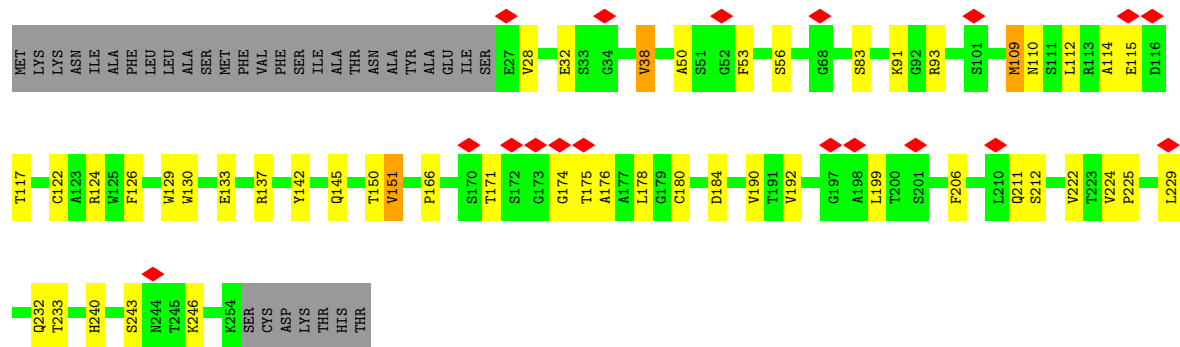 MET LYS LYS ASN ILE ALA PHE LEU LEU ALA SER MET PHE VAL PHE SER ILE ALA THR ASN ALA TYR ALA GLU ILE SER E27 V28 E32 S33 G34 V38 A50 S51 G52 F53 S56 G68 S83 K91 G92 R93 S101 M109 N110 S111 L112 R113 A114 E115 D116
T117 C122 A123 R124 W125 F126 W129 W130 E133 R137 Y142 Q145 T150 V151 P166 S170 T171 S172 G173 G174 T175 A176 A177 L178 G179 C180 D184 V190 T191 V192 G197 A198 L199 T200 S201 F206 L210 Q211 S212 V222 T223 V224 P225 L229
Q232 T233 H240 S243 N244 T245 K246 K254 SER CYS ASP LYS THR HIS THR